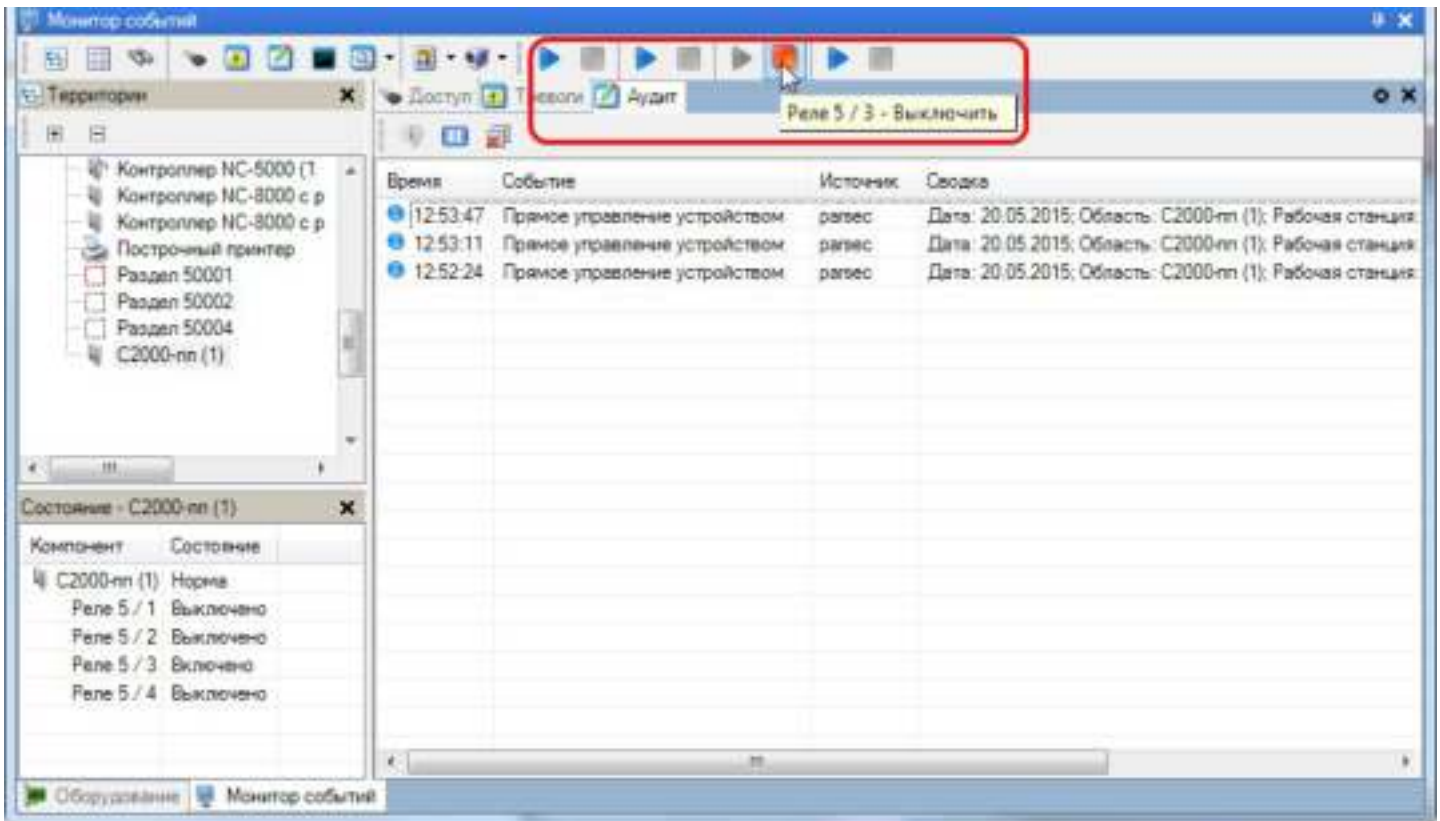 Монитор событий
Территории
Контроллер NC-5000 (1
Контроллер NC-8000 с р
Контроллер NC-8000 с р
Построчный принтер
Раздел 50001
Раздел 50002
Раздел 50004
С2000-пп (1)
Состояние - С2000-пп (1)
Компонент Состояние
С2000-пп (1) Норма
Реле 5 / 1 Выключено
Реле 5 / 2 Выключено
Реле 5 / 3 Включено
Реле 5 / 4 Выключено
Доступ Тревоги Аудит
Реле 5 / 3 - Выключить
Время Событие Источник Сводка
12:53:47 Прямое управление устройством parsec Дата: 20.05.2015; Область: С2000-пп (1); Рабочая станция:
12:53:11 Прямое управление устройством parsec Дата: 20.05.2015; Область: С2000-пп (1); Рабочая станция:
12:52:24 Прямое управление устройством parsec Дата: 20.05.2015; Область: С2000-пп (1); Рабочая станция:
Оборудование Монитор событий